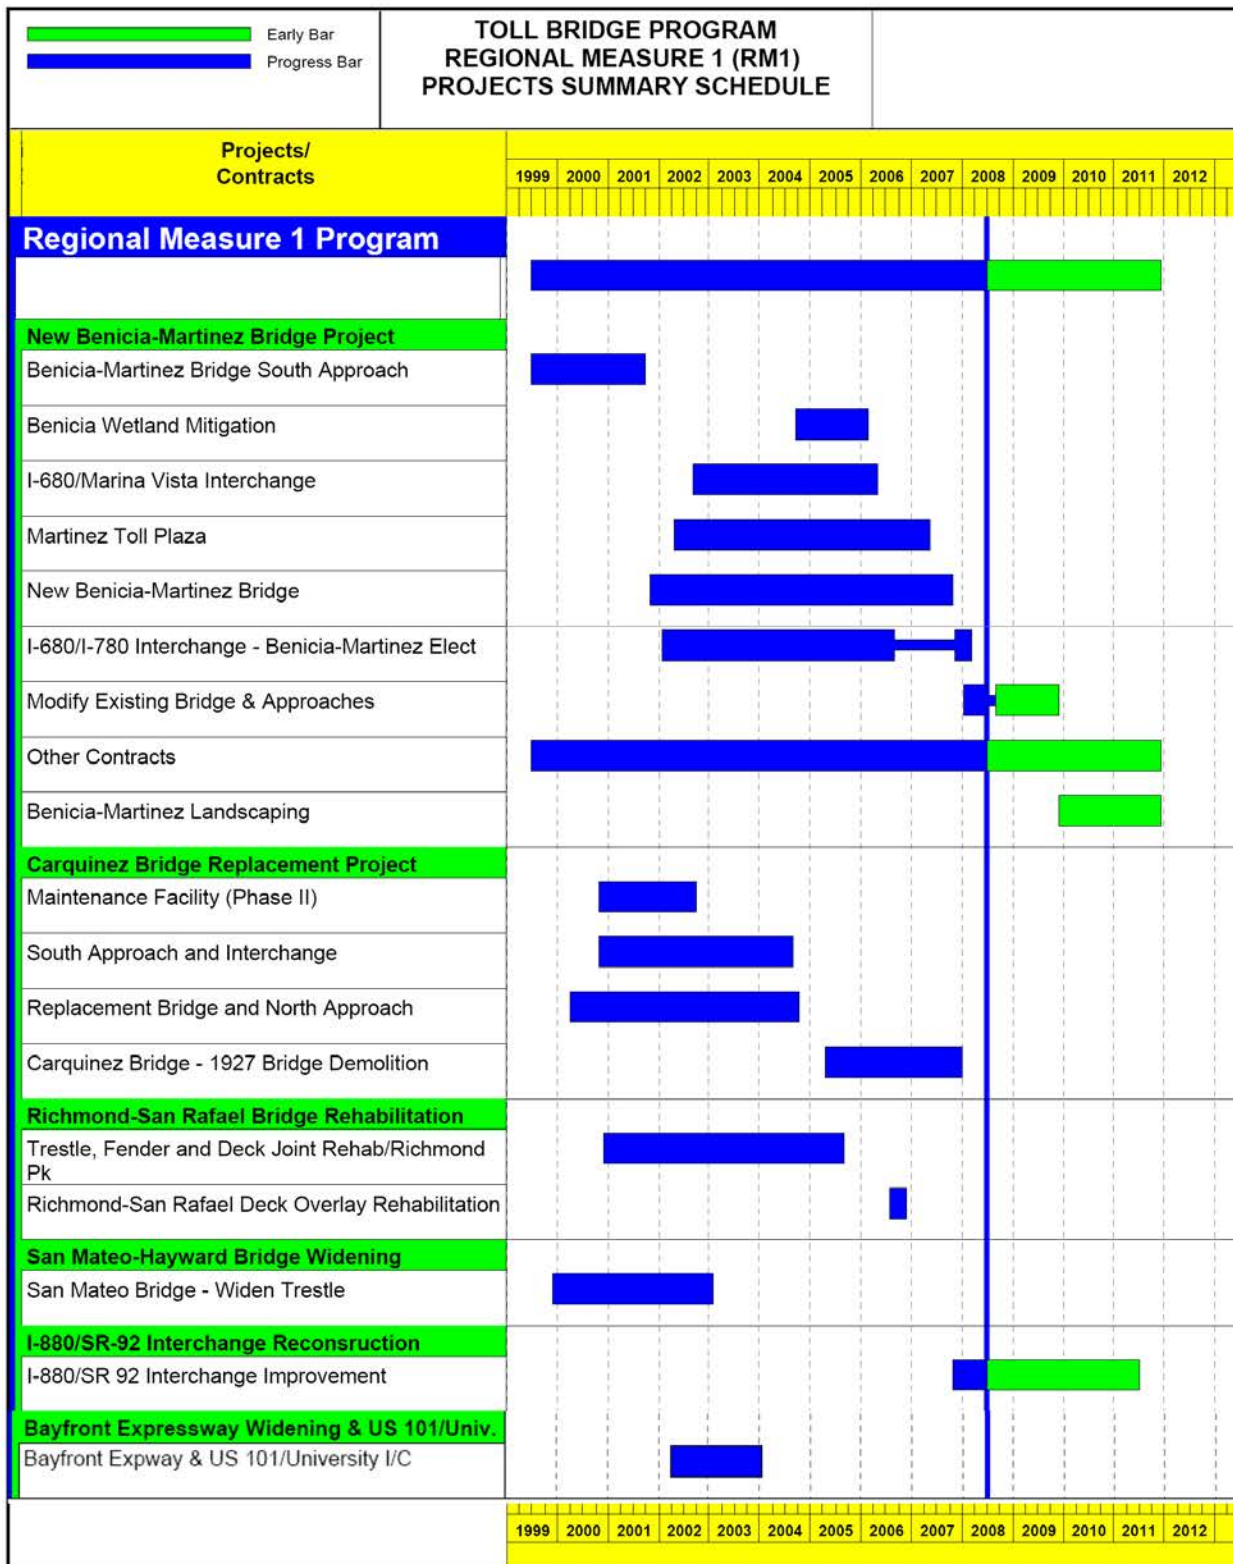 Early Bar
Progress Bar
TOLL BRIDGE PROGRAM
REGIONAL MEASURE 1 (RM1)
PROJECTS SUMMARY SCHEDULE
Projects/
Contracts
1999 2000 2001 2002 2003 2004 2005 2006 2007 2008 2009 2010 2011 2012
Regional Measure 1 Program
New Benicia-Martinez Bridge Project
Benicia-Martinez Bridge South Approach
Benicia Wetland Mitigation
I-680/Marina Vista Interchange
Martinez Toll Plaza
New Benicia-Martinez Bridge
I-680/I-780 Interchange - Benicia-Martinez Elect
Modify Existing Bridge & Approaches
Other Contracts
Benicia-Martinez Landscaping
Carquinez Bridge Replacement Project
Maintenance Facility (Phase II)
South Approach and Interchange
Replacement Bridge and North Approach
Carquinez Bridge - 1927 Bridge Demolition
Richmond-San Rafael Bridge Rehabilitation
Trestle, Fender and Deck Joint Rehab/Richmond
Pk
Richmond-San Rafael Deck Overlay Rehabilitation
San Mateo-Hayward Bridge Widening
San Mateo Bridge - Widen Trestle
I-880/SR-92 Interchange Reconsruction
I-880/SR 92 Interchange Improvement
Bayfront Expressway Widening & US 101/Univ.
Bayfront Expway & US 101/University I/C
1999 2000 2001 2002 2003 2004 2005 2006 2007 2008 2009 2010 2011 2012